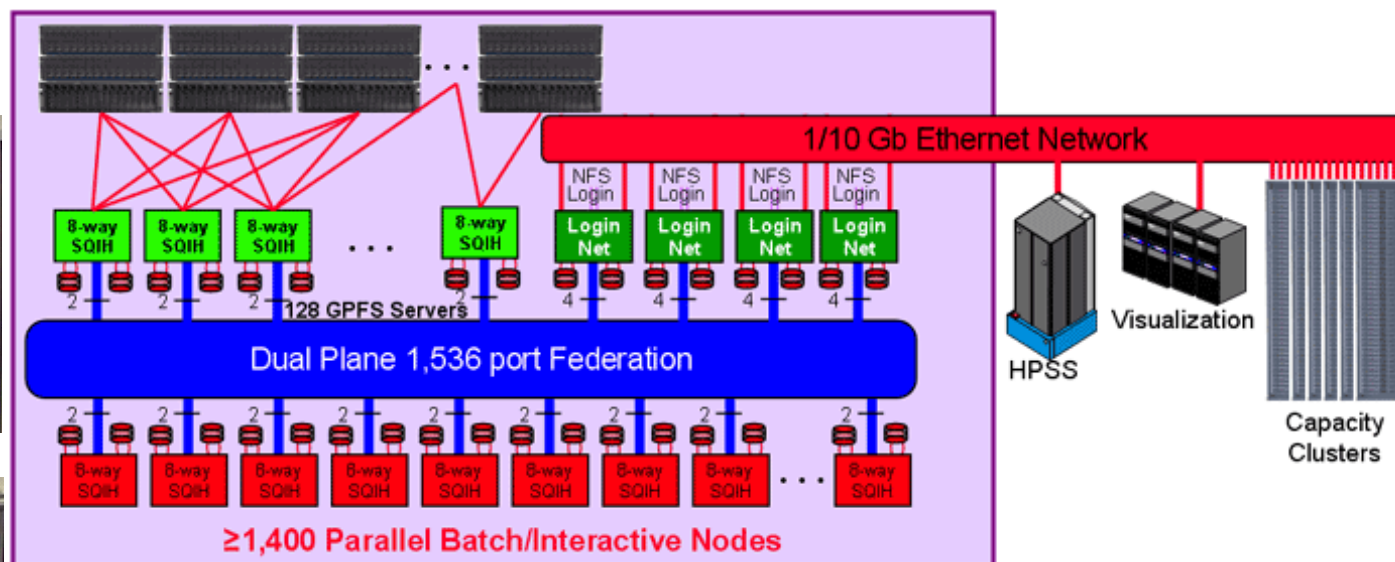 1/10 Gb Ethernet Network
NFS Login
NFS Login
NFS Login
NFS Login
8-way SQIH
8-way SQIH
8-way SQIH
. . .
8-way SQIH
Login Net
Login Net
Login Net
Login Net
2
2
2
2
4
4
4
4
128 GPFS Servers
Dual Plane 1,536 port Federation
HPSS
Visualization
Capacity
Clusters
2
2
2
2
2
2
2
2
2
8-way SQIH
8-way SQIH
8-way SQIH
8-way SQIH
8-way SQIH
8-way SQIH
8-way SQIH
8-way SQIH
. . .
8-way SQIH
≥1,400 Parallel Batch/Interactive Nodes